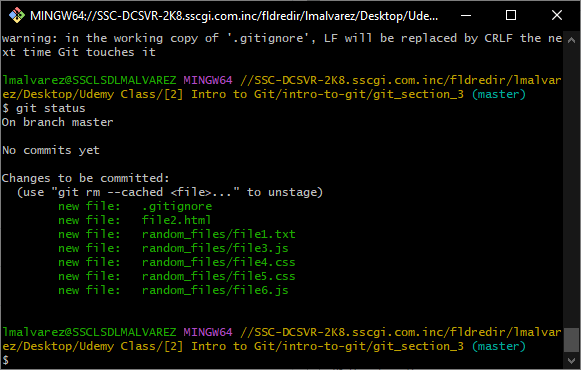 MINGW64://SSC-DCSVR-2K8.sscgi.com.inc/fldredir/lmalvarez/Desktop/Ude...
warning: in the working copy of '.gitignore', LF will be replaced by CRLF the ne
xt time Git touches it
lmalvarez@SSCLSDLMALVAREZ MINGW64 //SSC-DCSVR-2K8.sscgi.com.inc/fldredir/lmalvar
ez/Desktop/Udemy Class/[2] Intro to Git/intro-to-git/git_section_3 (master)
$ git status
On branch master
No commits yet
Changes to be committed:
  (use "git rm --cached <file>..." to unstage)
        new file:   .gitignore
        new file:   file2.html
        new file:   random_files/file1.txt
        new file:   random_files/file3.js
        new file:   random_files/file4.css
        new file:   random_files/file5.css
        new file:   random_files/file6.js
lmalvarez@SSCLSDLMALVAREZ MINGW64 //SSC-DCSVR-2K8.sscgi.com.inc/fldredir/lmalvar
ez/Desktop/Udemy Class/[2] Intro to Git/intro-to-git/git_section_3 (master)
$